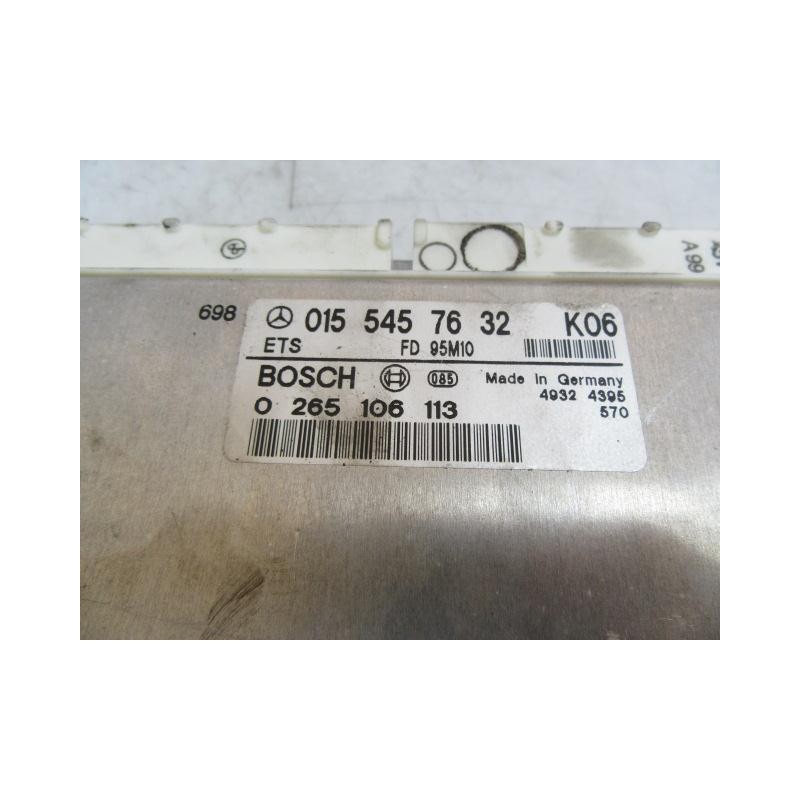 A 99
698
015 545 76 32 K06
ETS FD 95M10
BOSCH 085 Made in Germany
4932 4395
0 265 106 113 570